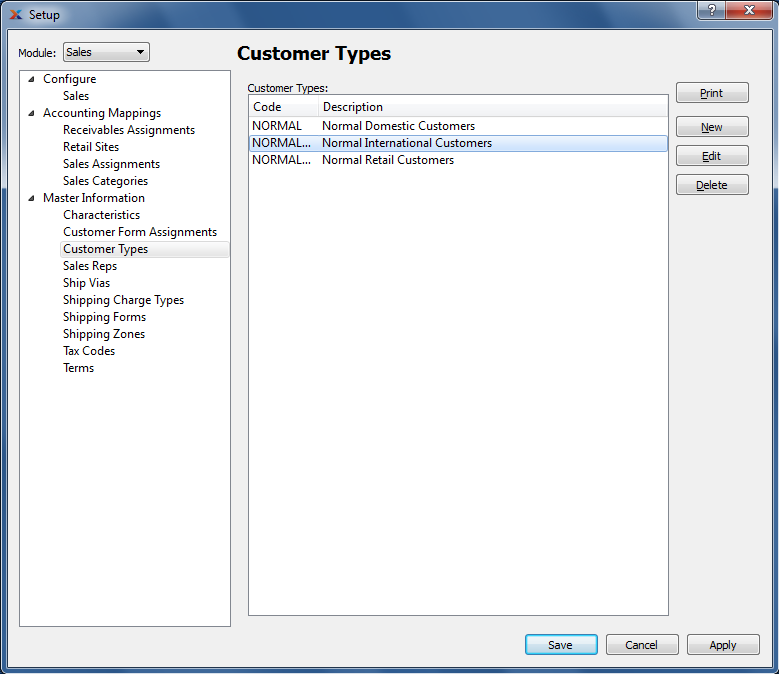 Setup
?
Module: Sales
Customer Types
Configure
Sales
Accounting Mappings
Receivables Assignments
Retail Sites
Sales Assignments
Sales Categories
Master Information
Characteristics
Customer Form Assignments
Customer Types
Sales Reps
Ship Vias
Shipping Charge Types
Shipping Forms
Shipping Zones
Tax Codes
Terms
Customer Types:
Code Description
NORMAL Normal Domestic Customers
NORMAL... Normal International Customers
NORMAL... Normal Retail Customers
Print
New
Edit
Delete
Save Cancel Apply